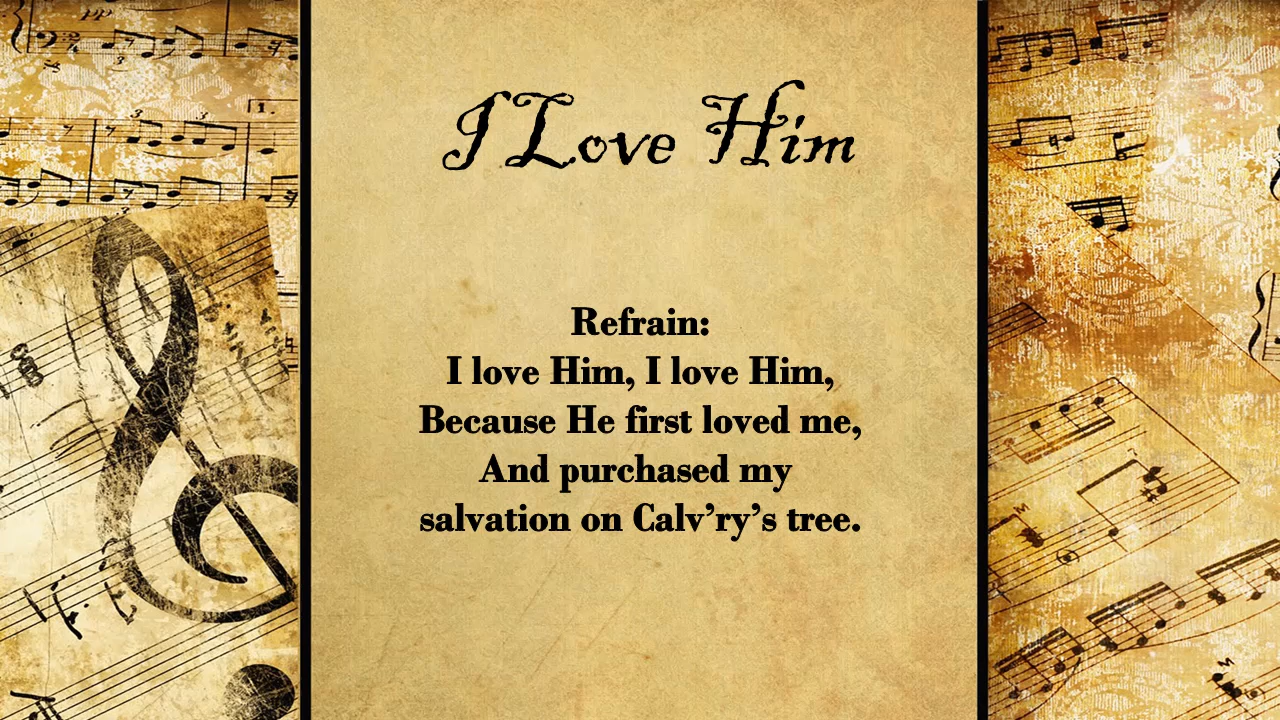 I Love Him
Refrain:
I love Him, I love Him,
Because He first loved me,
And purchased my
salvation on Calv’ry’s tree.